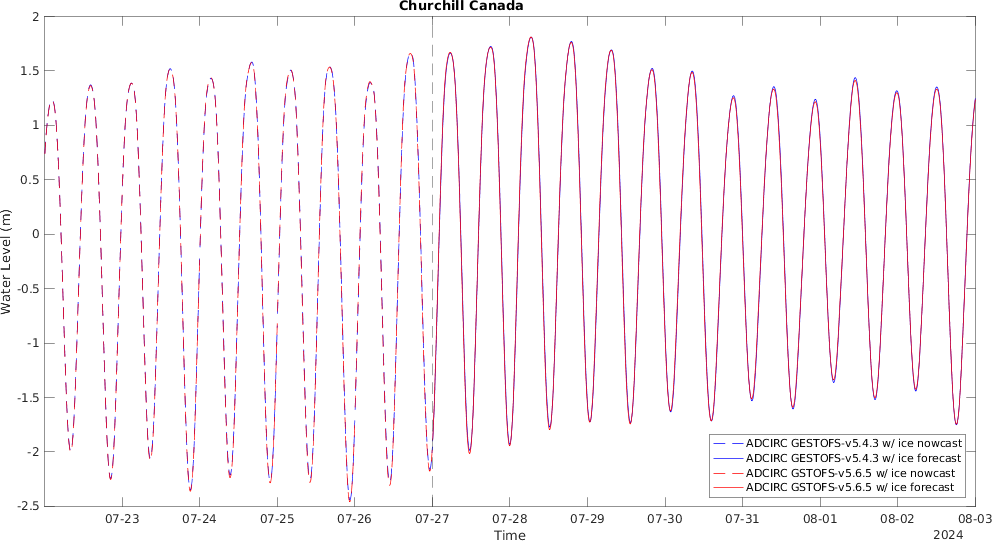 Churchill Canada
2
1.5
1
0.5
0
-0.5
-1
-1.5
-2
-2.5
Water Level (m)
ADCIRC GESTOFS-v5.4.3 w/ ice nowcast
ADCIRC GESTOFS-v5.4.3 w/ ice forecast
ADCIRC GSTOFS-v5.6.5 w/ ice nowcast
ADCIRC GSTOFS-v5.6.5 w/ ice forecast
07-23 07-24 07-25 07-26 07-27 07-28 07-29 07-30 07-31 08-01 08-02 08-03
Time
2024